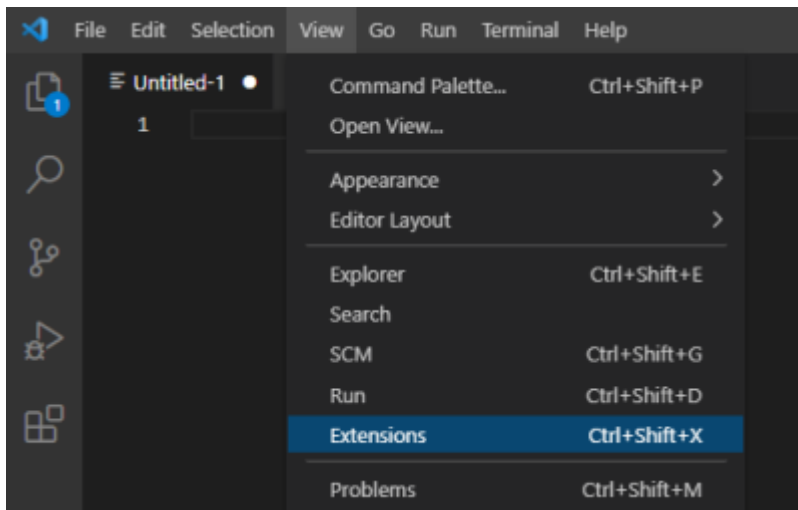 File Edit Selection View Go Run Terminal Help
Untitled-1
1
1
Command Palette... Ctrl+Shift+P
Open View...
Appearance
Editor Layout
Explorer Ctrl+Shift+E
Search
SCM Ctrl+Shift+G
Run Ctrl+Shift+D
Extensions Ctrl+Shift+X
Problems Ctrl+Shift+M